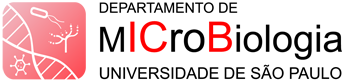 DEPARTAMENTO DE
MICroBiologia
UNIVERSIDADE DE SÃO PAULO